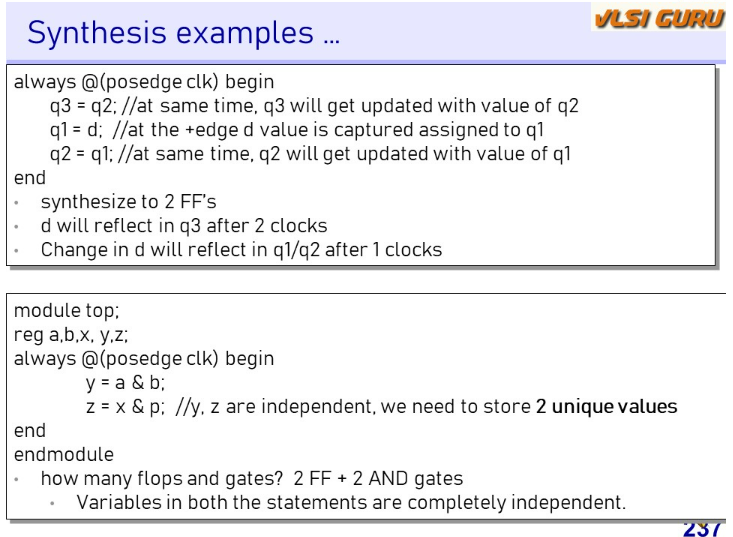 Synthesis examples ...
VLSI GURU
always @(posedge clk) begin
q3 = q2; //at same time, q3 will get updated with value of q2
q1 = d; //at the +edge d value is captured assigned to q1
q2 = q1; //at same time, q2 will get updated with value of q1
end
• synthesize to 2 FF's
• d will reflect in q3 after 2 clocks
• Change in d will reflect in q1/q2 after 1 clocks
module top;
reg a,b,x, y,z;
always @(posedge clk) begin
y = a & b;
z = x & p; //y, z are independent, we need to store 2 unique values
end
endmodule
• how many flops and gates? 2 FF + 2 AND gates
• Variables in both the statements are completely independent.
237